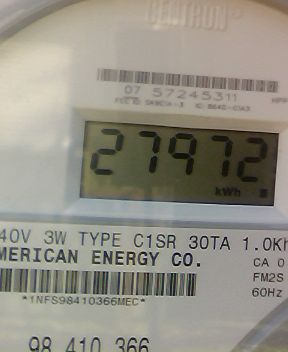 CENTRON®
07 57245311
27972
kWh
40V 3W TYPE C1SR 30TA 1.0Kh
MERICAN ENERGY CO.
CA 0
FM2S
60Hz
*1NFS98410366MEC*
98 410 366